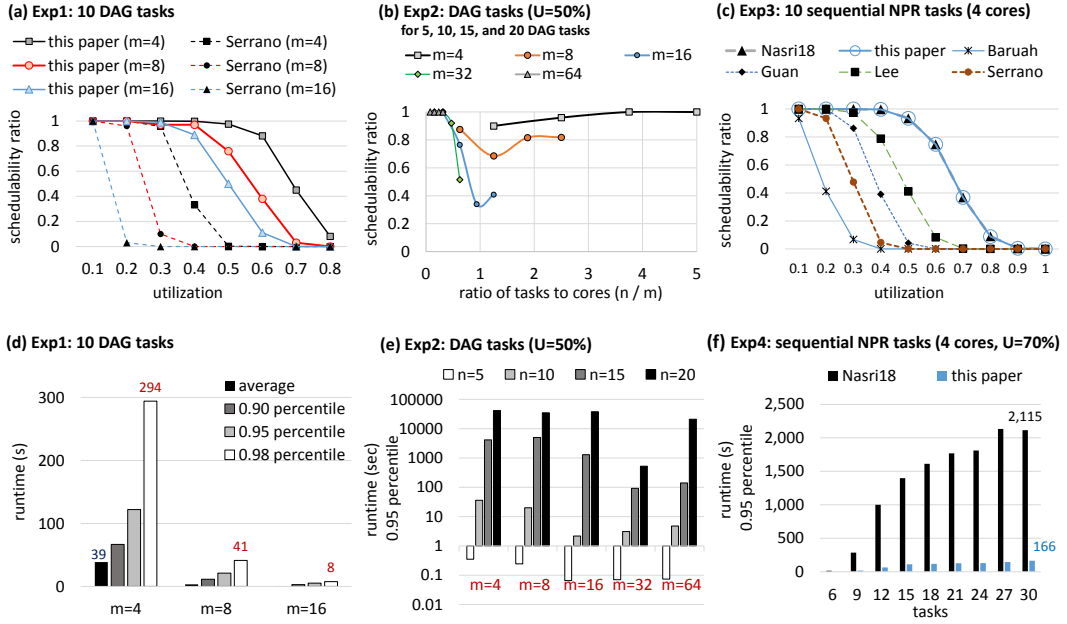 (a) Exp1: 10 DAG tasks
this paper (m=4)
Serrano (m=4)
this paper (m=8)
Serrano (m=8)
this paper (m=16)
Serrano (m=16)
schedulability ratio
1
0.8
0.6
0.4
0.2
0
0.1 0.2 0.3 0.4 0.5 0.6 0.7 0.8
utilization
(b) Exp2: DAG tasks (U=50%)
for 5, 10, 15, and 20 DAG tasks
m=4 m=8 m=16
m=32 m=64
schedulability ratio
1
0.8
0.6
0.4
0.2
0
0 1 2 3 4 5
ratio of tasks to cores (n / m)
(c) Exp3: 10 sequential NPR tasks (4 cores)
Nasri18 this paper Baruah
Guan Lee Serrano
schedulability ratio
1
0.8
0.6
0.4
0.2
0
0.1 0.2 0.3 0.4 0.5 0.6 0.7 0.8 0.9 1
utilization
(d) Exp1: 10 DAG tasks
average
0.90 percentile
0.95 percentile
0.98 percentile
runtime (s)
300
200
100
0
39
294
41
8
m=4 m=8 m=16
(e) Exp2: DAG tasks (U=50%)
n=5 n=10 n=15 n=20
runtime (sec)
0.95 percentile
100000
10000
1000
100
10
1
0.1
0.01
m=4 m=8 m=16 m=32 m=64
(f) Exp4: sequential NPR tasks (4 cores, U=70%)
Nasri18 this paper
runtime (s)
0.95 percentile
2,500
2,000
1,500
1,000
500
0
2,115
166
6 9 12 15 18 21 24 27 30
tasks